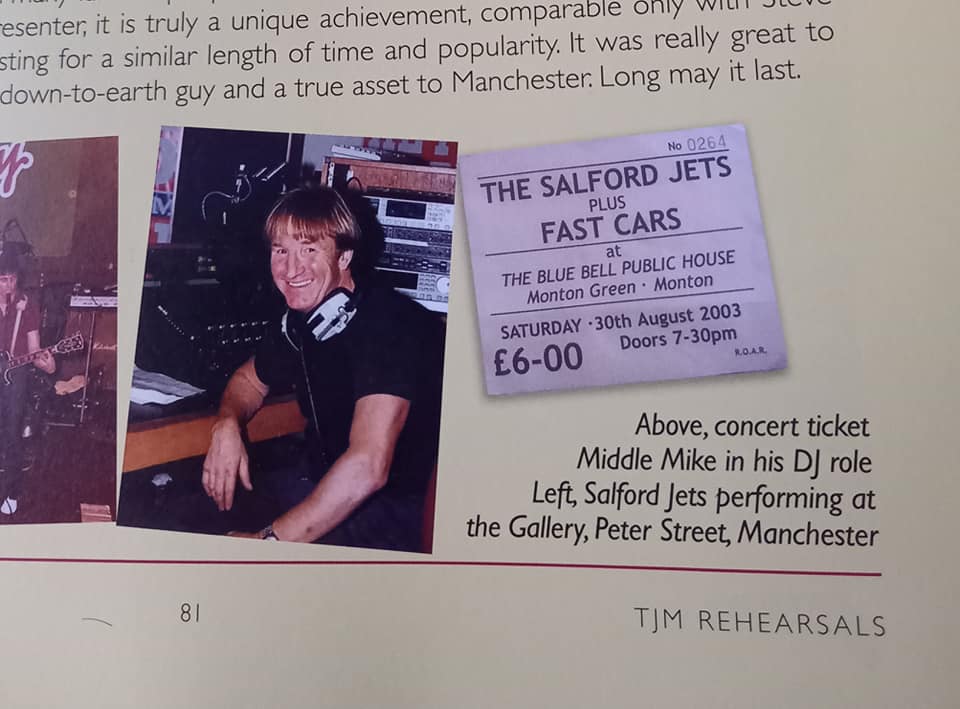 resenter, it is truly a unique achievement, comparable only with Steve
sting for a similar length of time and popularity. It was really great to
down-to-earth guy and a true asset to Manchester. Long may it last.
No 0264
THE SALFORD JETS
PLUS
FAST CARS
at
THE BLUE BELL PUBLIC HOUSE
Monton Green · Monton
SATURDAY · 30th August 2003
£6-00 Doors 7-30pm
R.O.A.R.
Above, concert ticket
Middle Mike in his DJ role
Left, Salford Jets performing at
the Gallery, Peter Street, Manchester
81
TJM REHEARSALS